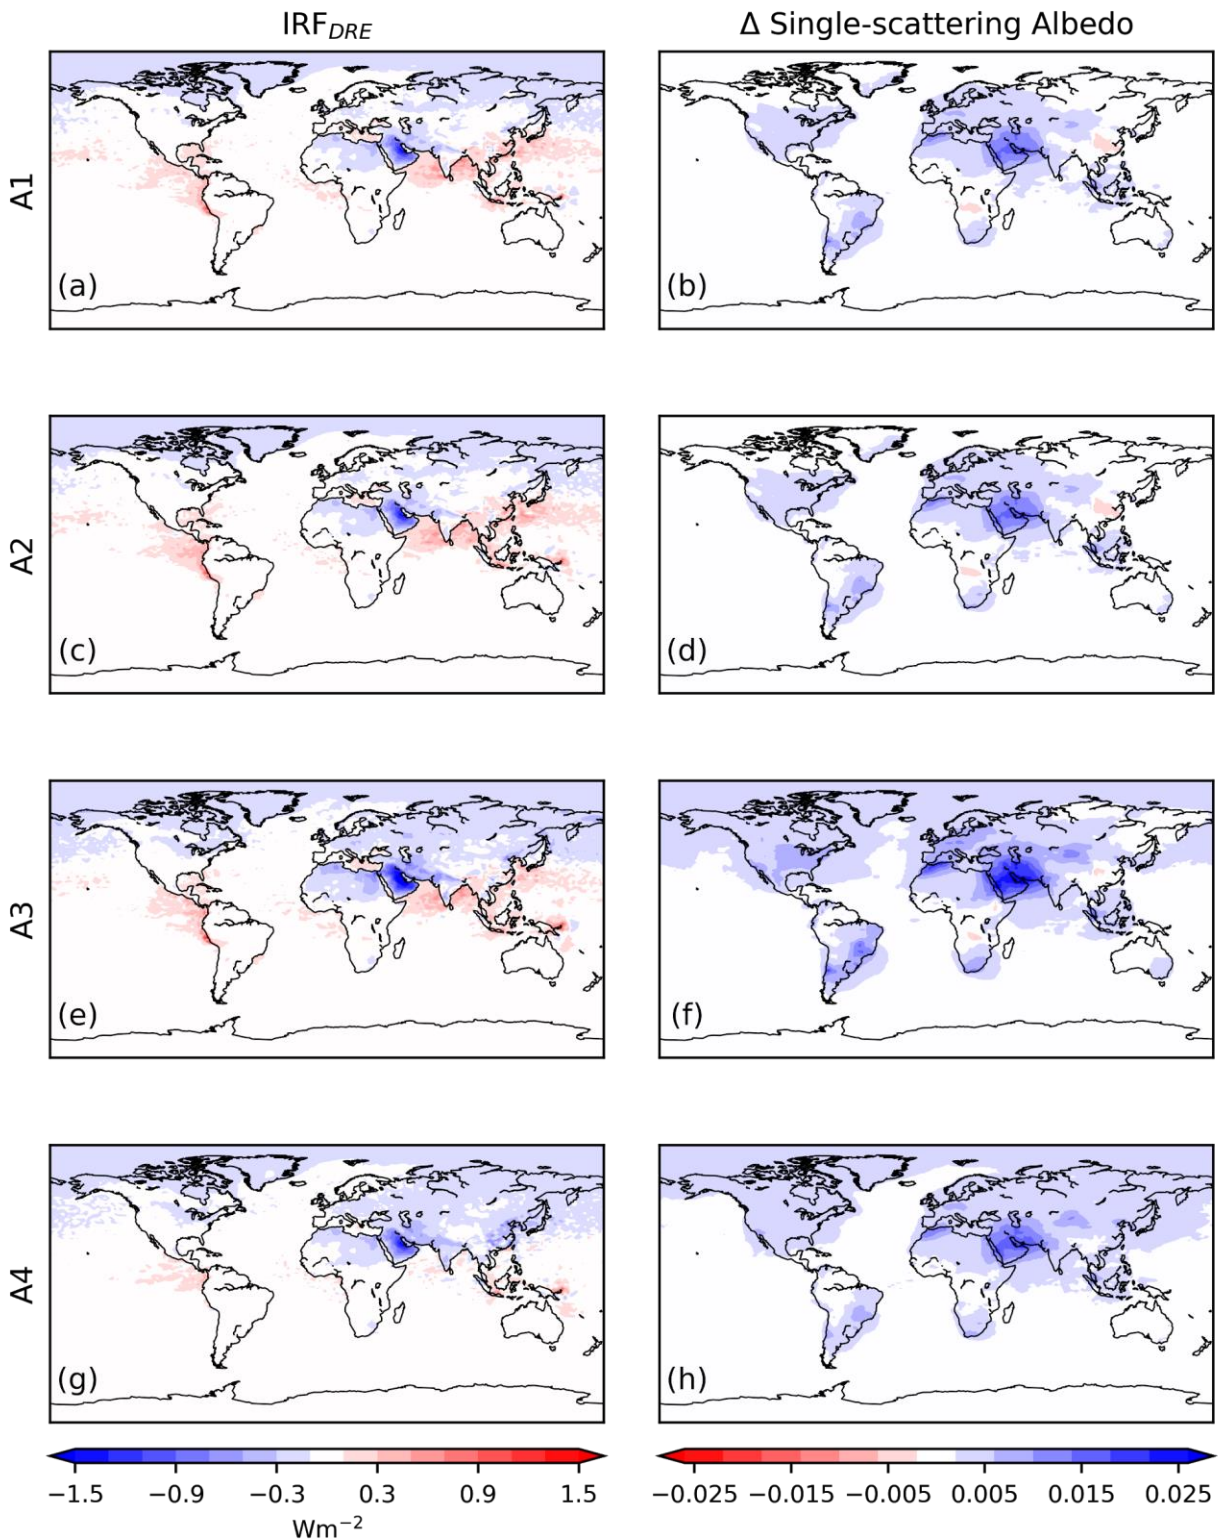 IRF_DRE
Δ Single-scattering Albedo
A1
(a)
(b)
A2
(c)
(d)
A3
(e)
(f)
A4
(g)
(h)
−1.5 −0.9 −0.3 0.3 0.9 1.5
−0.025 −0.015 −0.005 0.005 0.015 0.025
Wm⁻²